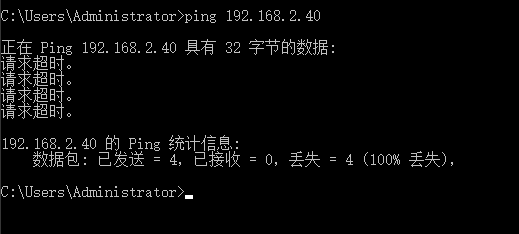 C:\Users\Administrator>ping 192.168.2.40
正在 Ping 192.168.2.40 具有 32 字节的数据:
请求超时。
请求超时。
请求超时。
请求超时。
192.168.2.40 的 Ping 统计信息:
数据包: 已发送 = 4，已接收 = 0，丢失 = 4 (100% 丢失)，
C:\Users\Administrator>